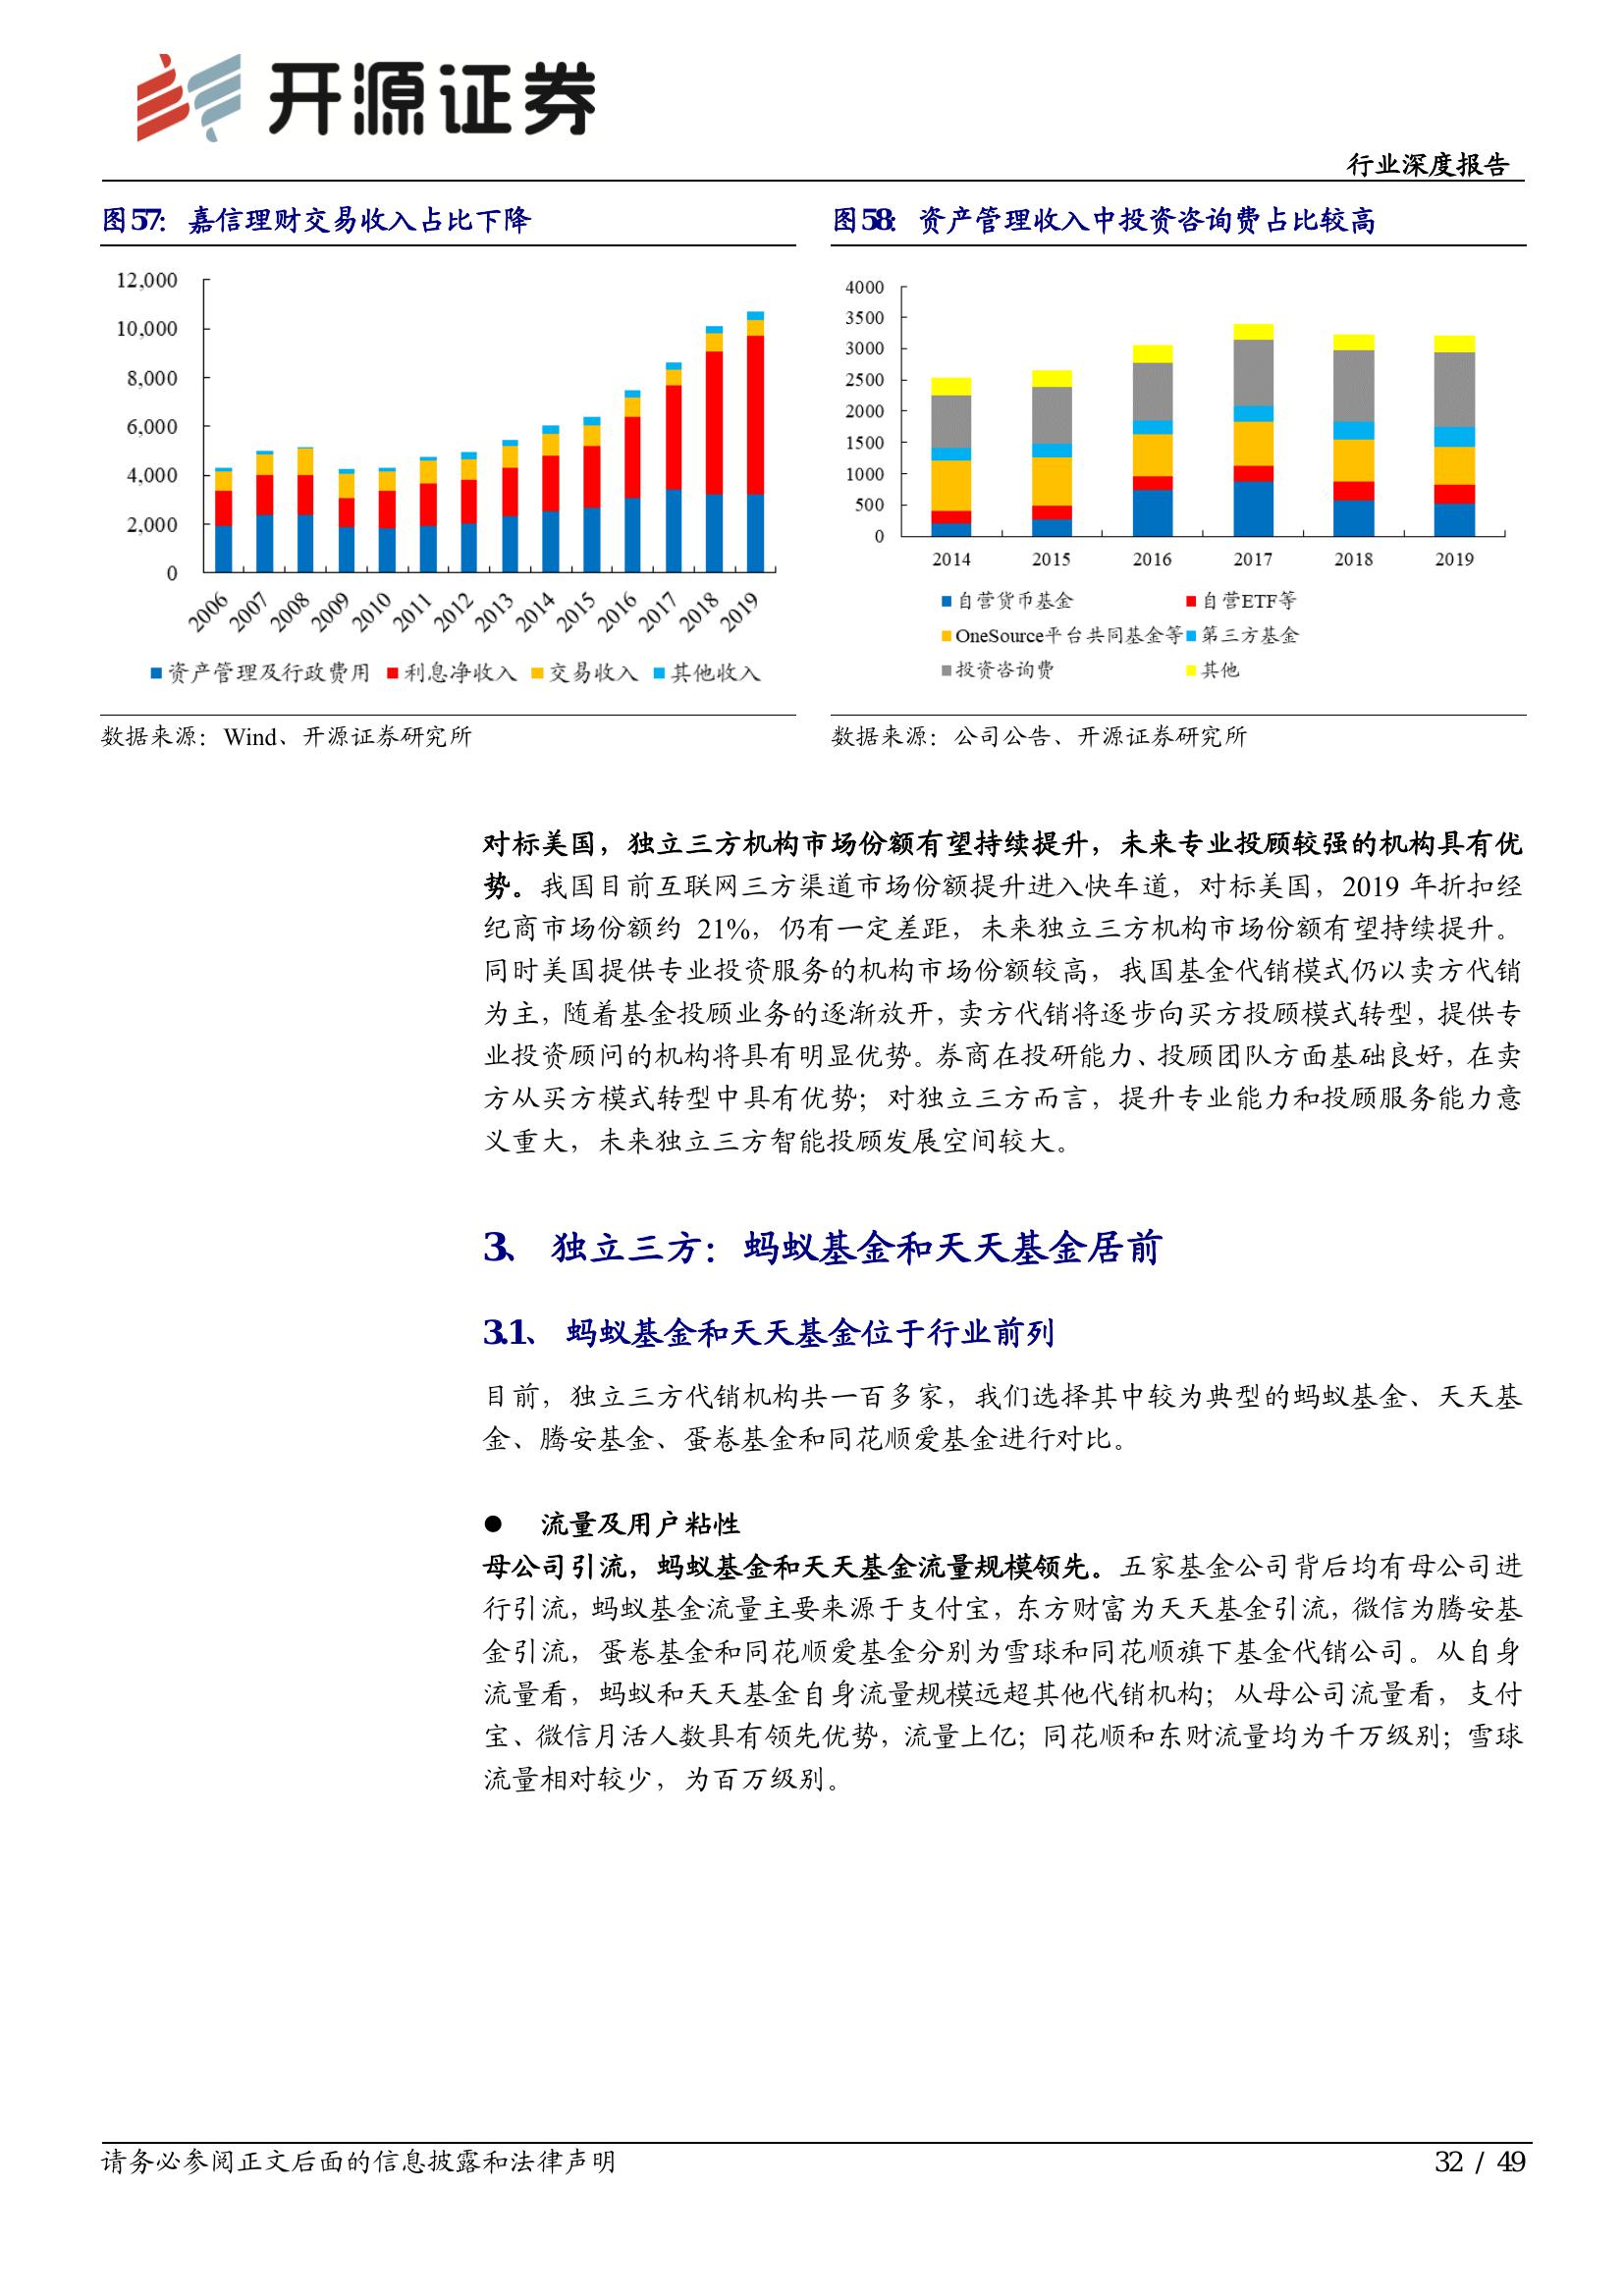 开源证券
行业深度报告
图57：嘉信理财交易收入占比下降
12,000
10,000
8,000
6,000
4,000
2,000
0
2006 2007 2008 2009 2010 2011 2012 2013 2014 2015 2016 2017 2018 2019
资产管理及行政费用 利息净收入 交易收入 其他收入
数据来源：Wind、开源证券研究所
图58：资产管理收入中投资咨询费占比较高
4000
3500
3000
2500
2000
1500
1000
500
0
2014 2015 2016 2017 2018 2019
自营货币基金 自营ETF等
OneSource平台共同基金等 第三方基金
投资咨询费 其他
数据来源：公司公告、开源证券研究所
对标美国，独立三方机构市场份额有望持续提升，未来专业投顾较强的机构具有优
势。我国目前互联网三方渠道市场份额提升进入快车道，对标美国，2019 年折扣经
纪商市场份额约 21%，仍有一定差距，未来独立三方机构市场份额有望持续提升。
同时美国提供专业投资服务的机构市场份额较高，我国基金代销模式仍以卖方代销
为主，随着基金投顾业务的逐渐放开，卖方代销将逐步向买方投顾模式转型，提供专
业投资顾问的机构将具有明显优势。券商在投研能力、投顾团队方面基础良好，在卖
方从买方模式转型中具有优势；对独立三方而言，提升专业能力和投顾服务能力意
义重大，未来独立三方智能投顾发展空间较大。
3、 独立三方：蚂蚁基金和天天基金居前
3.1、 蚂蚁基金和天天基金位于行业前列
目前，独立三方代销机构共一百多家，我们选择其中较为典型的蚂蚁基金、天天基
金、腾安基金、蛋卷基金和同花顺爱基金进行对比。
● 流量及用户粘性
母公司引流，蚂蚁基金和天天基金流量规模领先。五家基金公司背后均有母公司进
行引流，蚂蚁基金流量主要来源于支付宝，东方财富为天天基金引流，微信为腾安基
金引流，蛋卷基金和同花顺爱基金分别为雪球和同花顺旗下基金代销公司。从自身
流量看，蚂蚁和天天基金自身流量规模远超其他代销机构；从母公司流量看，支付
宝、微信月活人数具有领先优势，流量上亿；同花顺和东财流量均为千万级别；雪球
流量相对较少，为百万级别。
请务必参阅正文后面的信息披露和法律声明
32 / 49